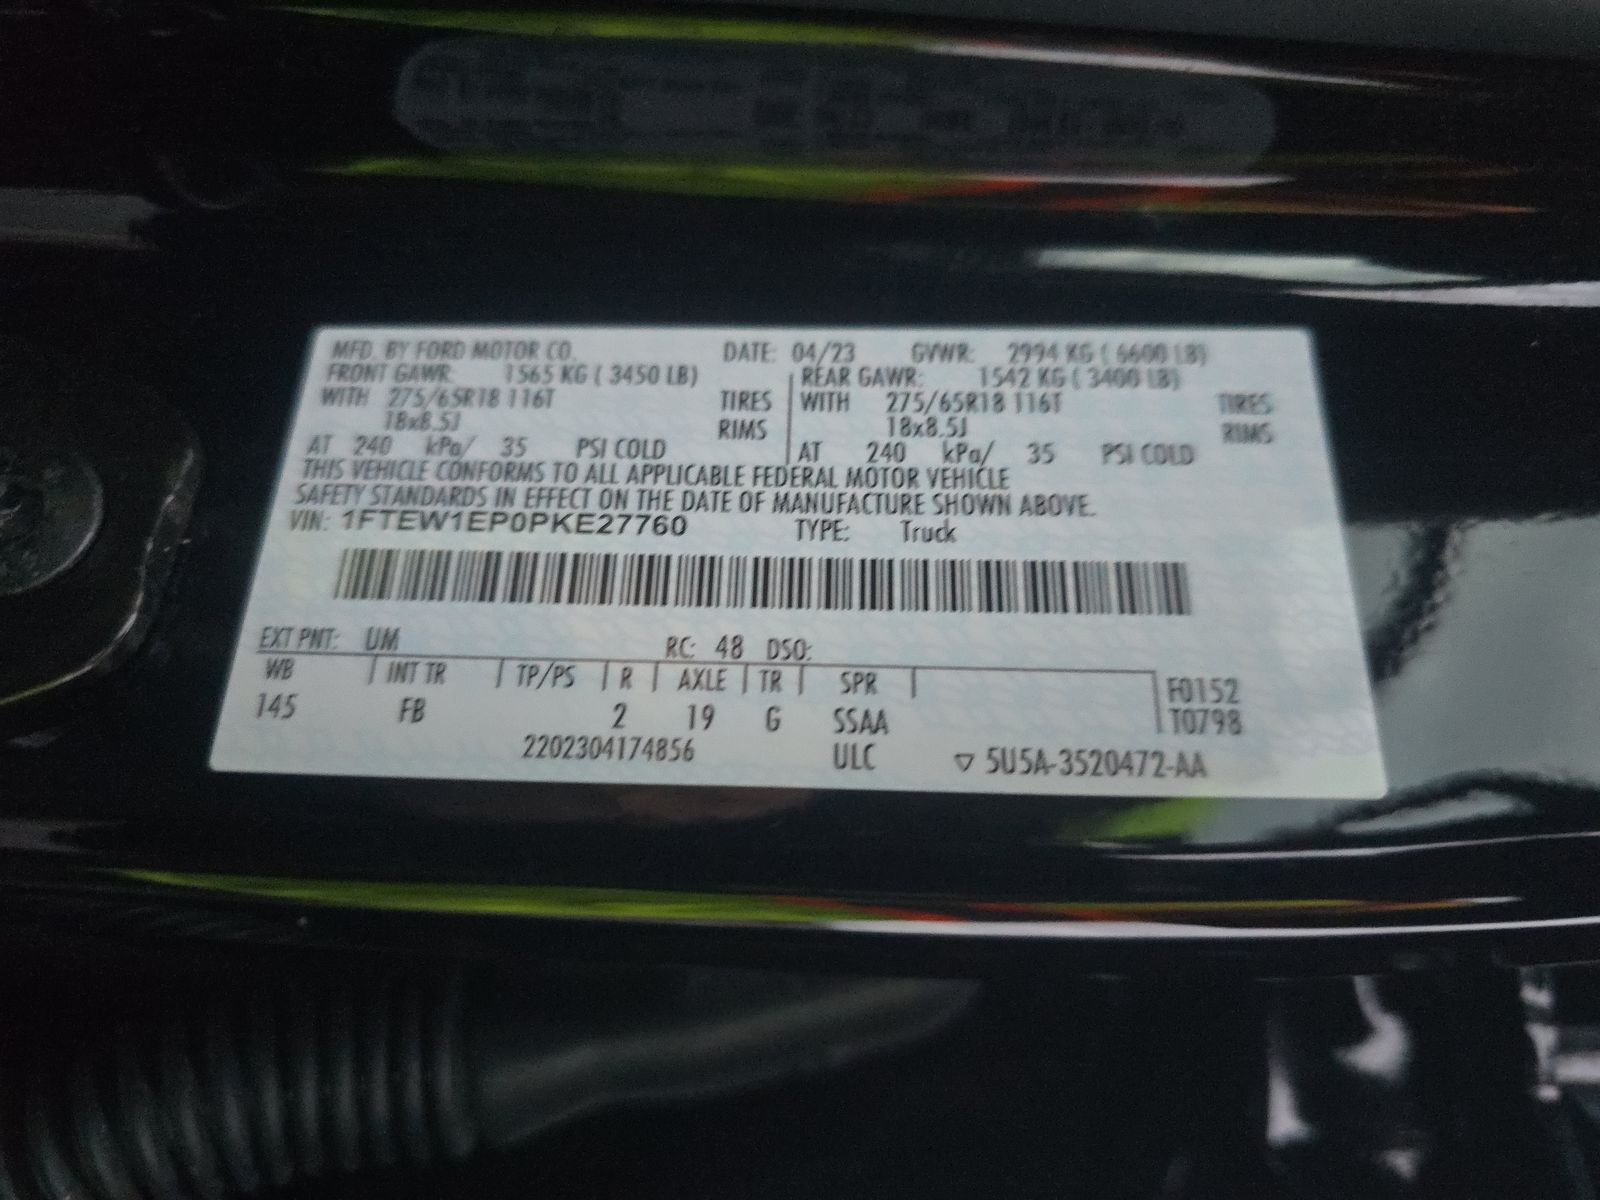 MFD. BY FORD MOTOR CO. DATE: 04/23 GVWR: 2994 KG ( 6600 LB)
FRONT GAWR: 1565 KG ( 3450 LB) REAR GAWR: 1542 KG ( 3400 LB)
WITH 275/65R18 116T TIRES WITH 275/65R18 116T TIRES
18x8.5J RIMS 18x8.5J RIMS
AT 240 kPa/ 35 PSI COLD AT 240 kPa/ 35 PSI COLD
THIS VEHICLE CONFORMS TO ALL APPLICABLE FEDERAL MOTOR VEHICLE
SAFETY STANDARDS IN EFFECT ON THE DATE OF MANUFACTURE SHOWN ABOVE.
VIN: 1FTEW1EP0PKE27760 TYPE: Truck
EXT PNT: UM RC: 48 DSO:
WB INT TR TP/PS R AXLE TR SPR F0152
145 FB 2 19 G SSAA T0798
2202304174856 ULC ▽ 5U5A-3520472-AA